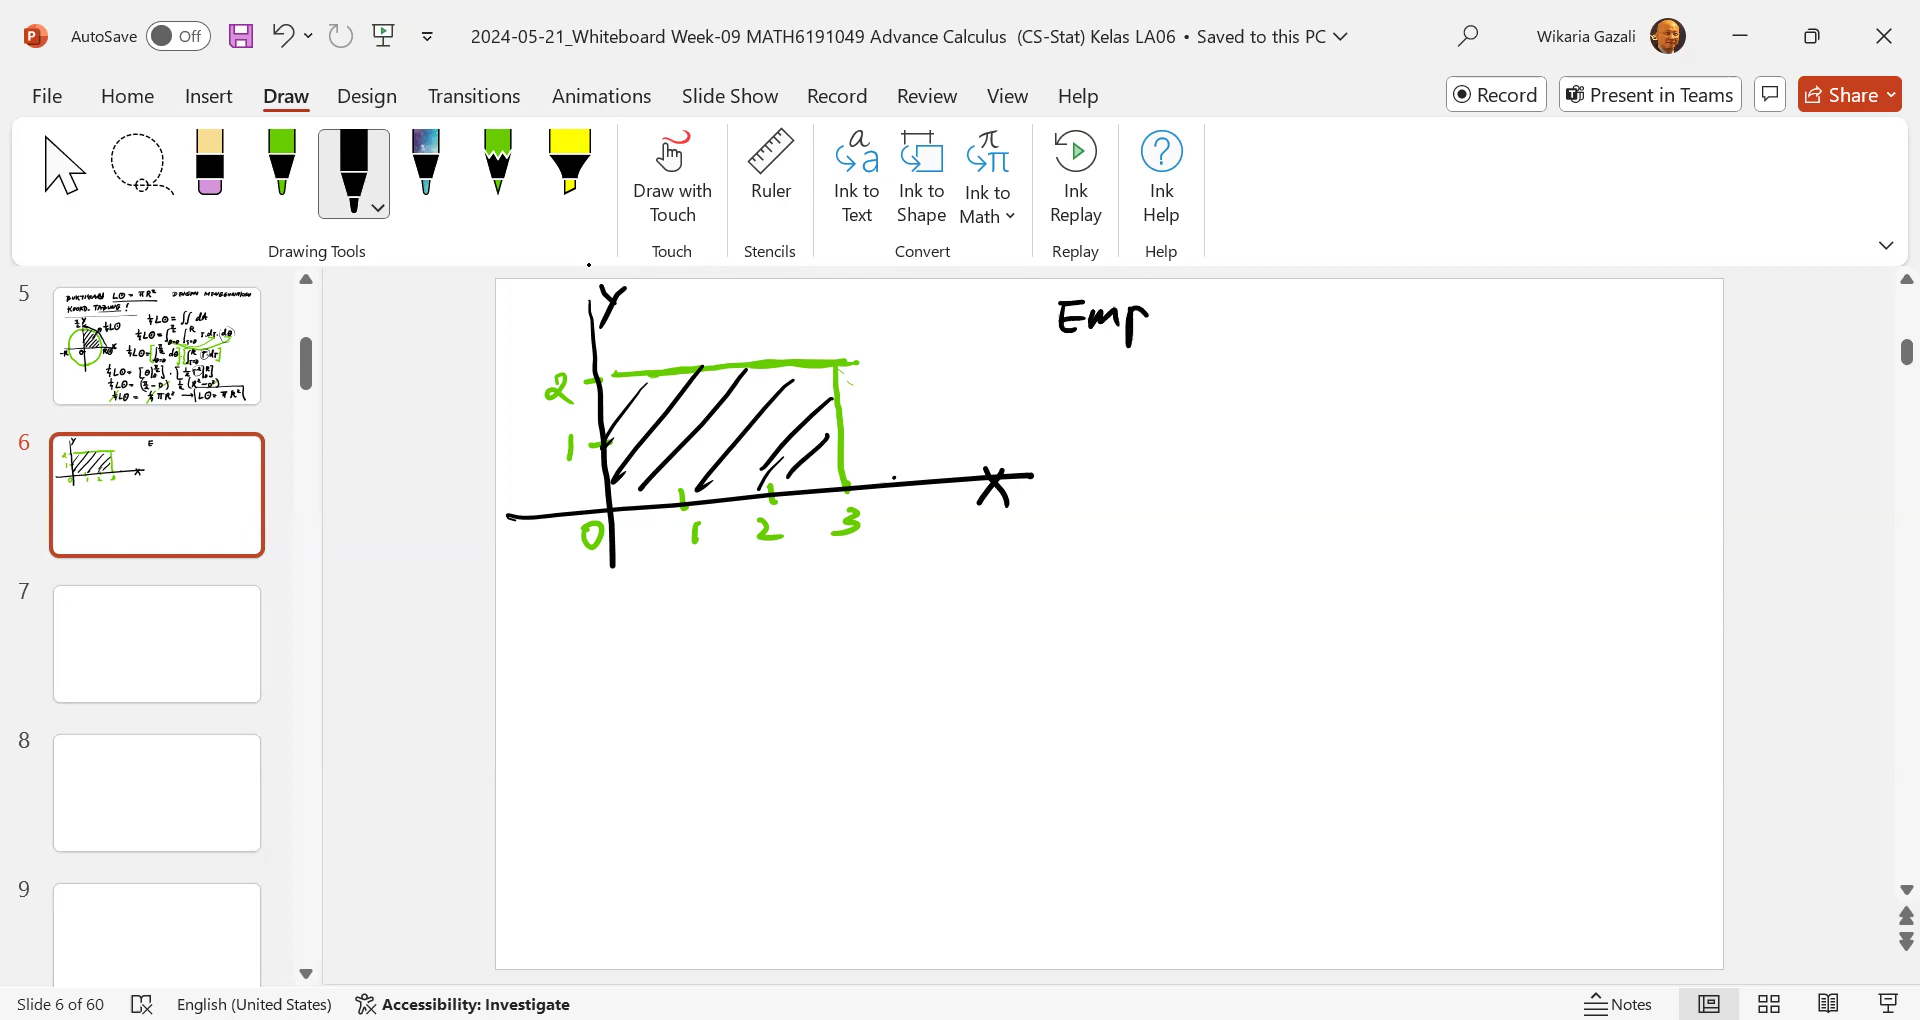 AutoSave Off 2024-05-21_Whiteboard Week-09 MATH6191049 Advance Calculus (CS-Stat) Kelas LA06 • Saved to this PC Wikaria Gazali
File Home Insert Draw Design Transitions Animations Slide Show Record Review View Help Record Present in Teams Share
Draw with Touch
Ruler
Ink to Text
Ink to Shape
Ink to Math
Ink Replay
Ink Help
Drawing Tools Touch Stencils Convert Replay Help
5
6
7
8
9
Y
Emp
2
1
X
0 1 2 3
Slide 6 of 60 English (United States) Accessibility: Investigate Notes